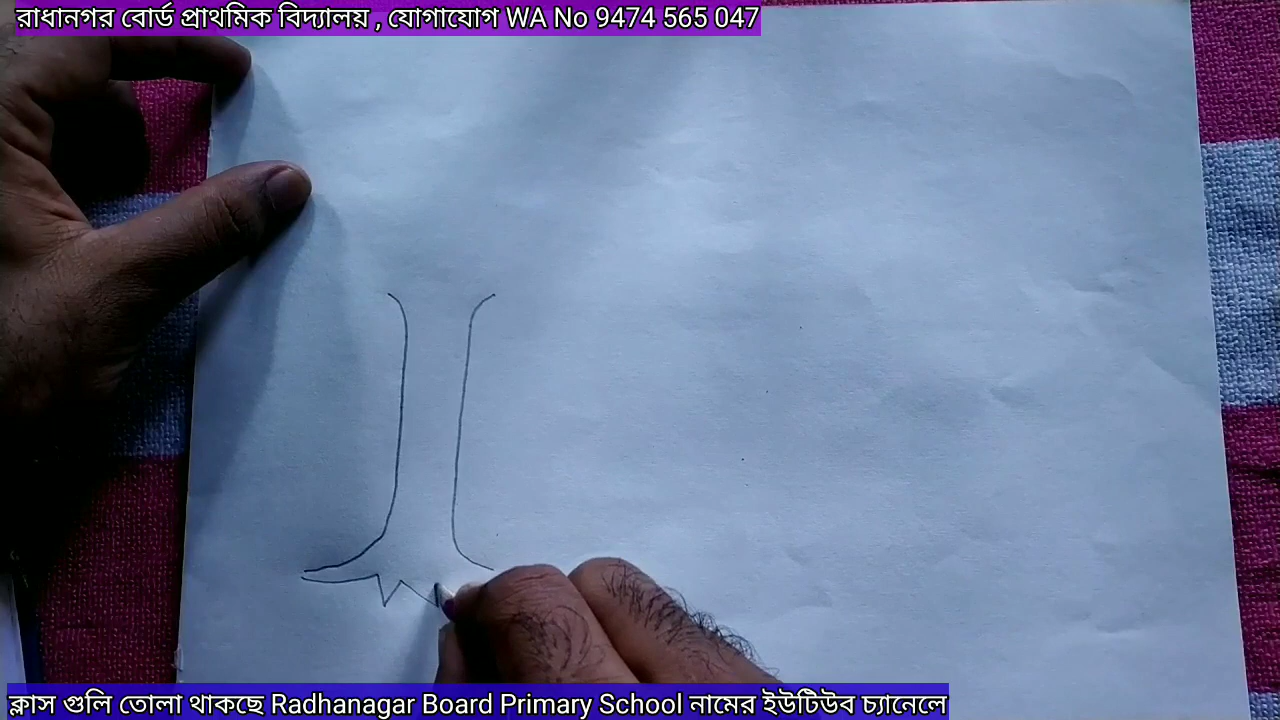 রাধানগর বোর্ড প্রাথমিক বিদ্যালয় , যোগাযোগ WA No 9474 565 047
ক্লাস গুলি তোলা থাকছে Radhanagar Board Primary School নামের ইউটিউব চ্যানেলে